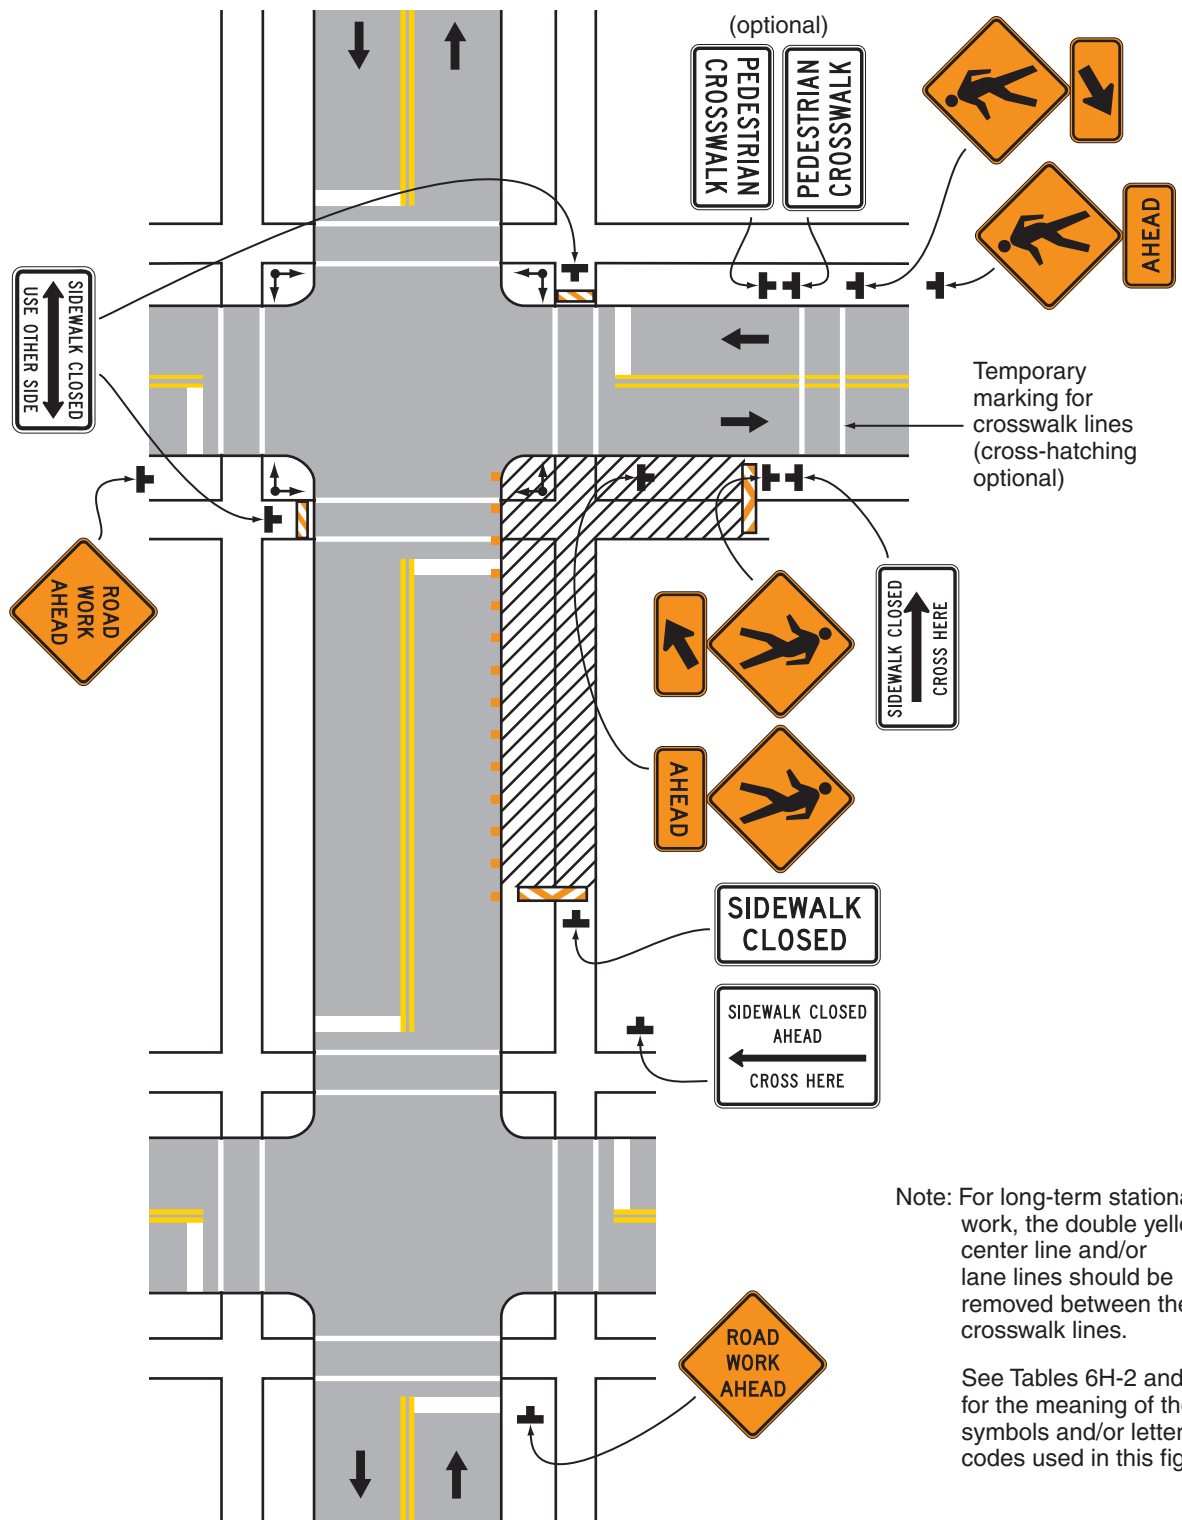 (optional)
PEDESTRIAN
CROSSWALK
PEDESTRIAN
CROSSWALK
AHEAD
SIDEWALK CLOSED
USE OTHER SIDE
Temporary
marking for
crosswalk lines
(cross-hatching
optional)
ROAD
WORK
AHEAD
SIDEWALK CLOSED
CROSS HERE
AHEAD
SIDEWALK
CLOSED
SIDEWALK CLOSED
AHEAD
CROSS HERE
Note: For long-term stationa
work, the double yello
center line and/or
lane lines should be
removed between the
crosswalk lines.
ROAD
WORK
AHEAD
See Tables 6H-2 and
for the meaning of the
symbols and/or letter
codes used in this fig